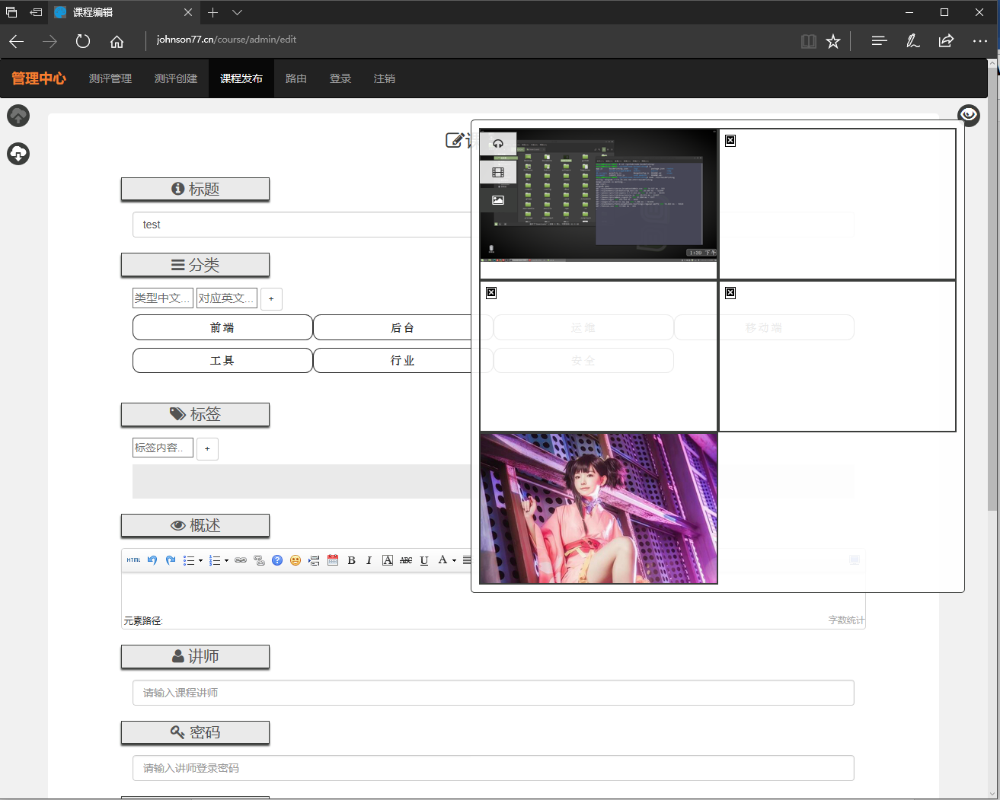 课程编辑
johnson77.cn/course/admin/edit
管理中心 测评管理 测评创建 课程发布 路由 登录 注销
标题
test
分类
类型中文... 对应英文... +
前端 后台 运维 移动端
工具 行业 安全
标签
标签内容.. +
概述
HTML B I A ABC U A
元素路径: 字数统计
讲师
请输入课程讲师
密码
请输入讲师登录密码
1:39 下午